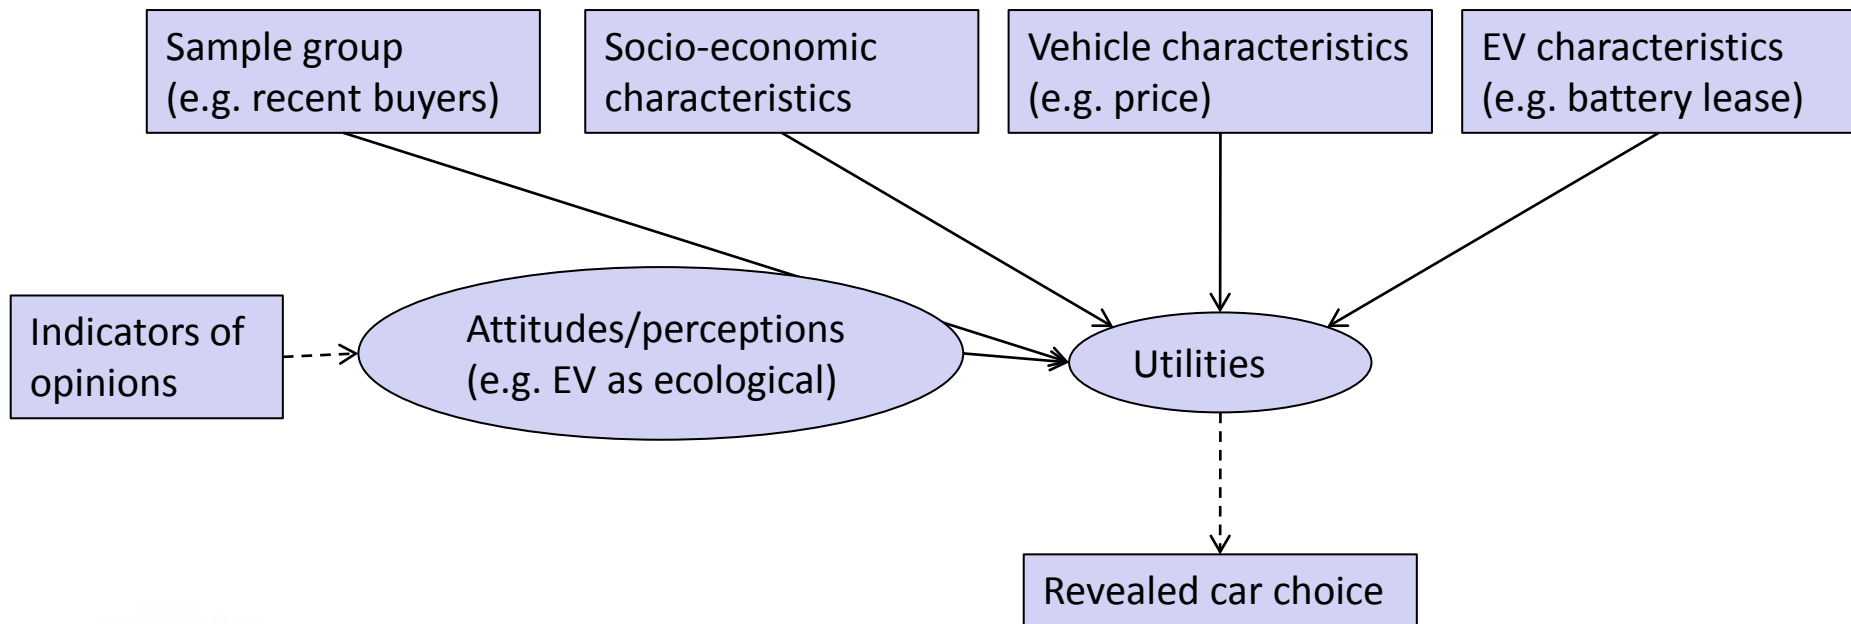 Sample group
(e.g. recent buyers)
Socio-economic
characteristics
Vehicle characteristics
(e.g. price)
EV characteristics
(e.g. battery lease)
Indicators of
opinions
Attitudes/perceptions
(e.g. EV as ecological)
Utilities
Revealed car choice